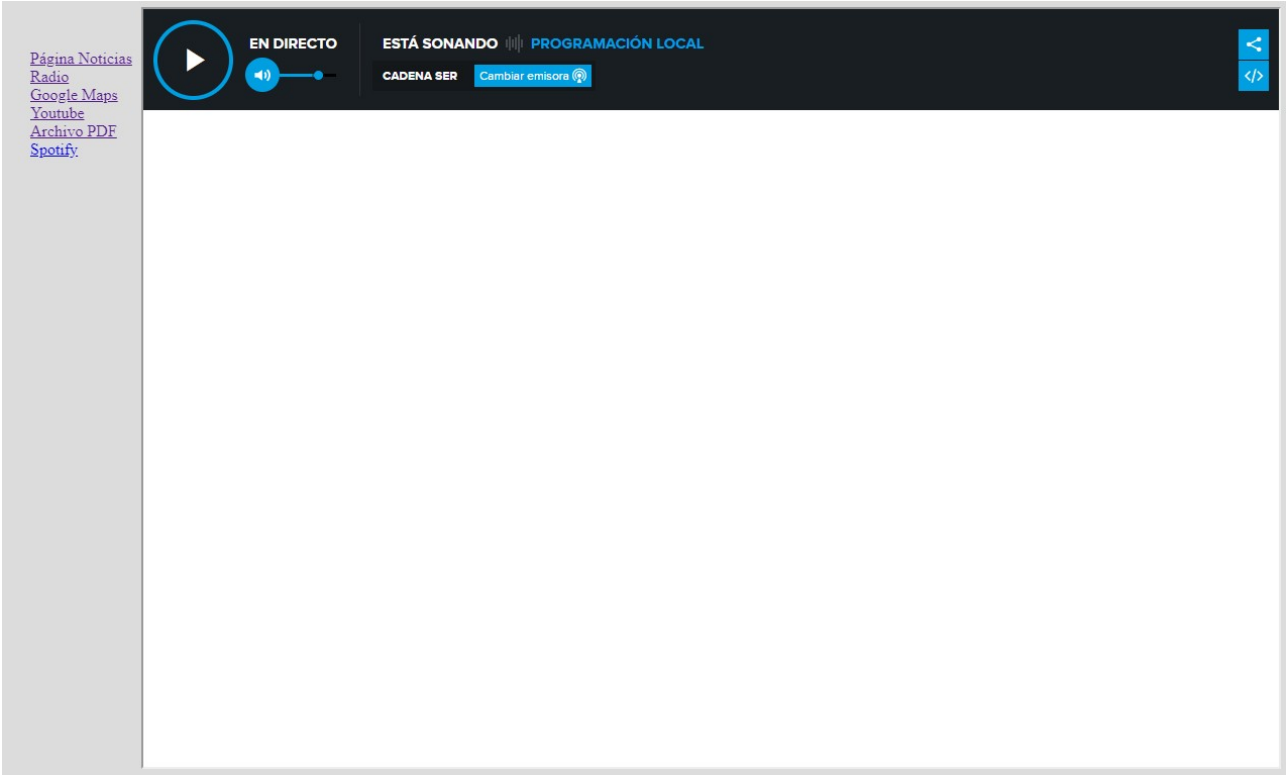 Página Noticias
Radio
Google Maps
Youtube
Archivo PDF
Spotify
EN DIRECTO
ESTÁ SONANDO PROGRAMACIÓN LOCAL
CADENA SER Cambiar emisora